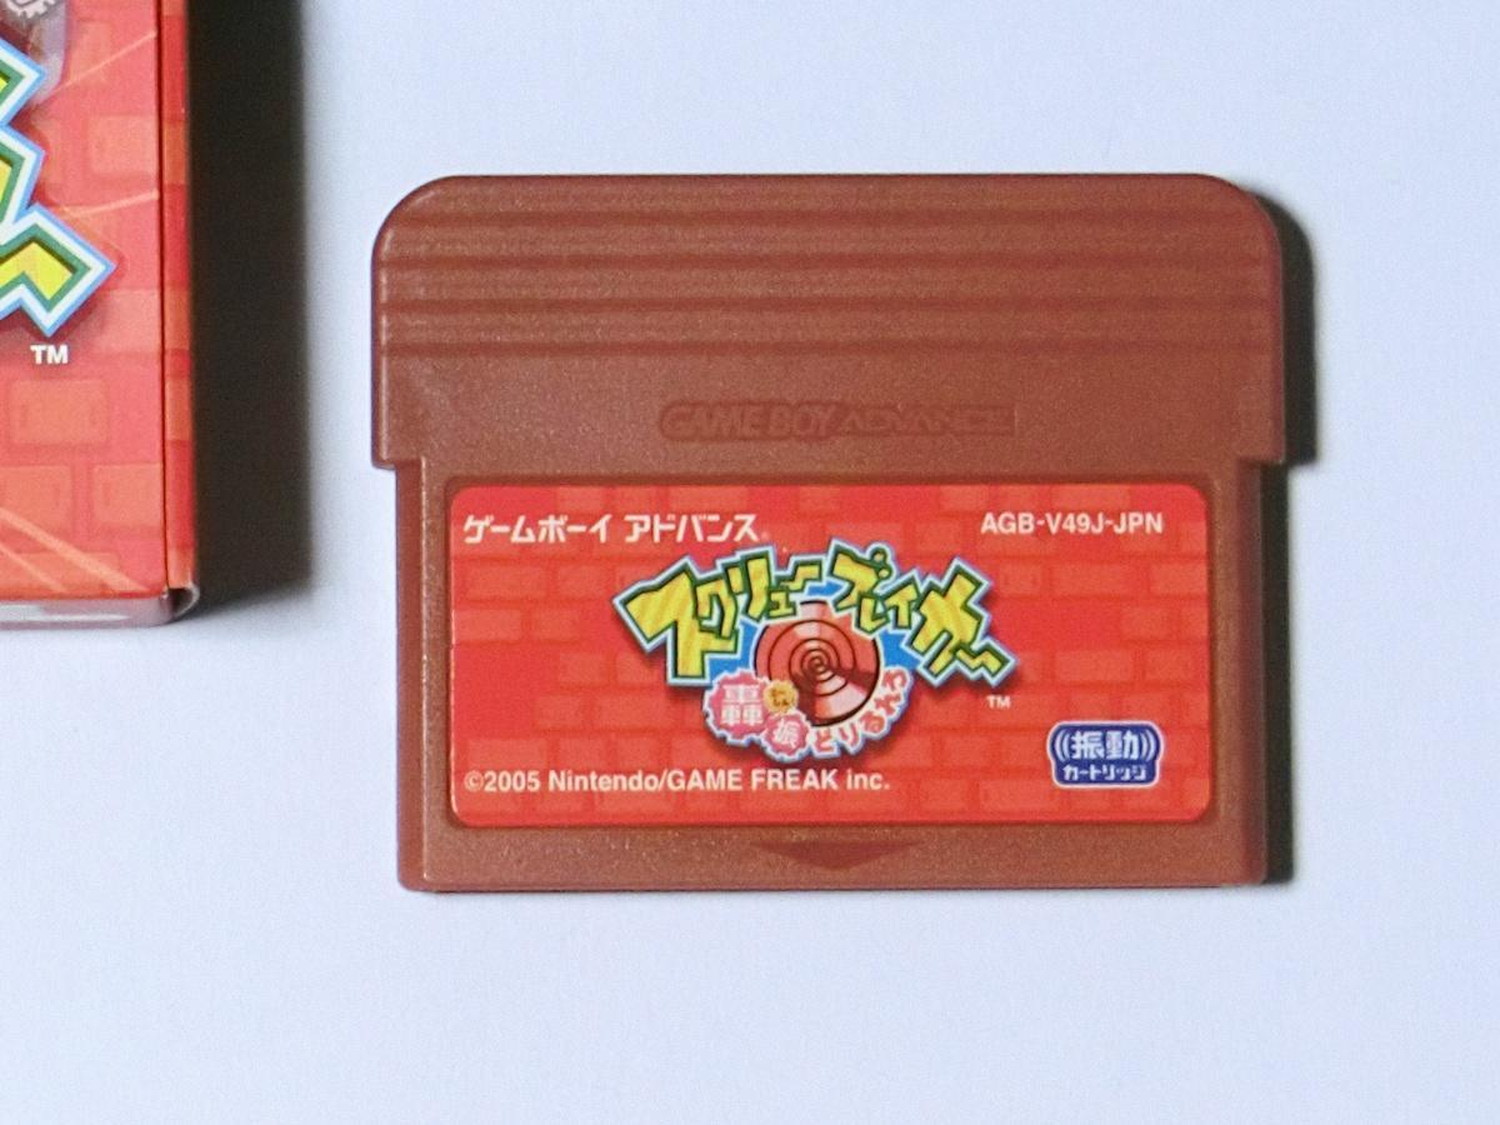 TM
GAME BOY ADVANCE
ゲームボーイ アドバンス
AGB-V49J-JPN
スクリューブレイカー
TM
轟
振
どりるれろ
©2005 Nintendo/GAME FREAK inc.
振動
カートリッジ